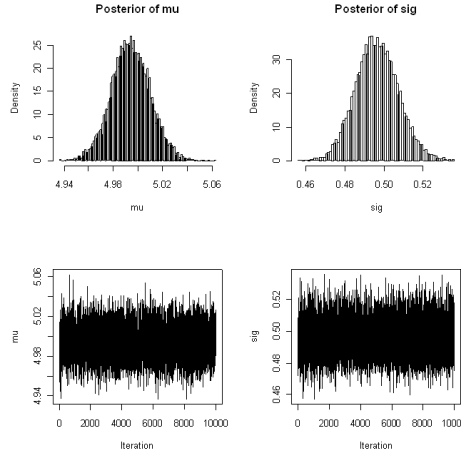 Posterior of mu
Density
0 5 10 15 20 25
4.94 4.98 5.02 5.06
mu
Posterior of sig
Density
0 10 20 30
0.46 0.48 0.50 0.52
sig
mu
4.94 4.98 5.02 5.06
0 2000 4000 6000 8000 10000
Iteration
sig
0.46 0.48 0.50 0.52
0 2000 4000 6000 8000 1000
Iteration